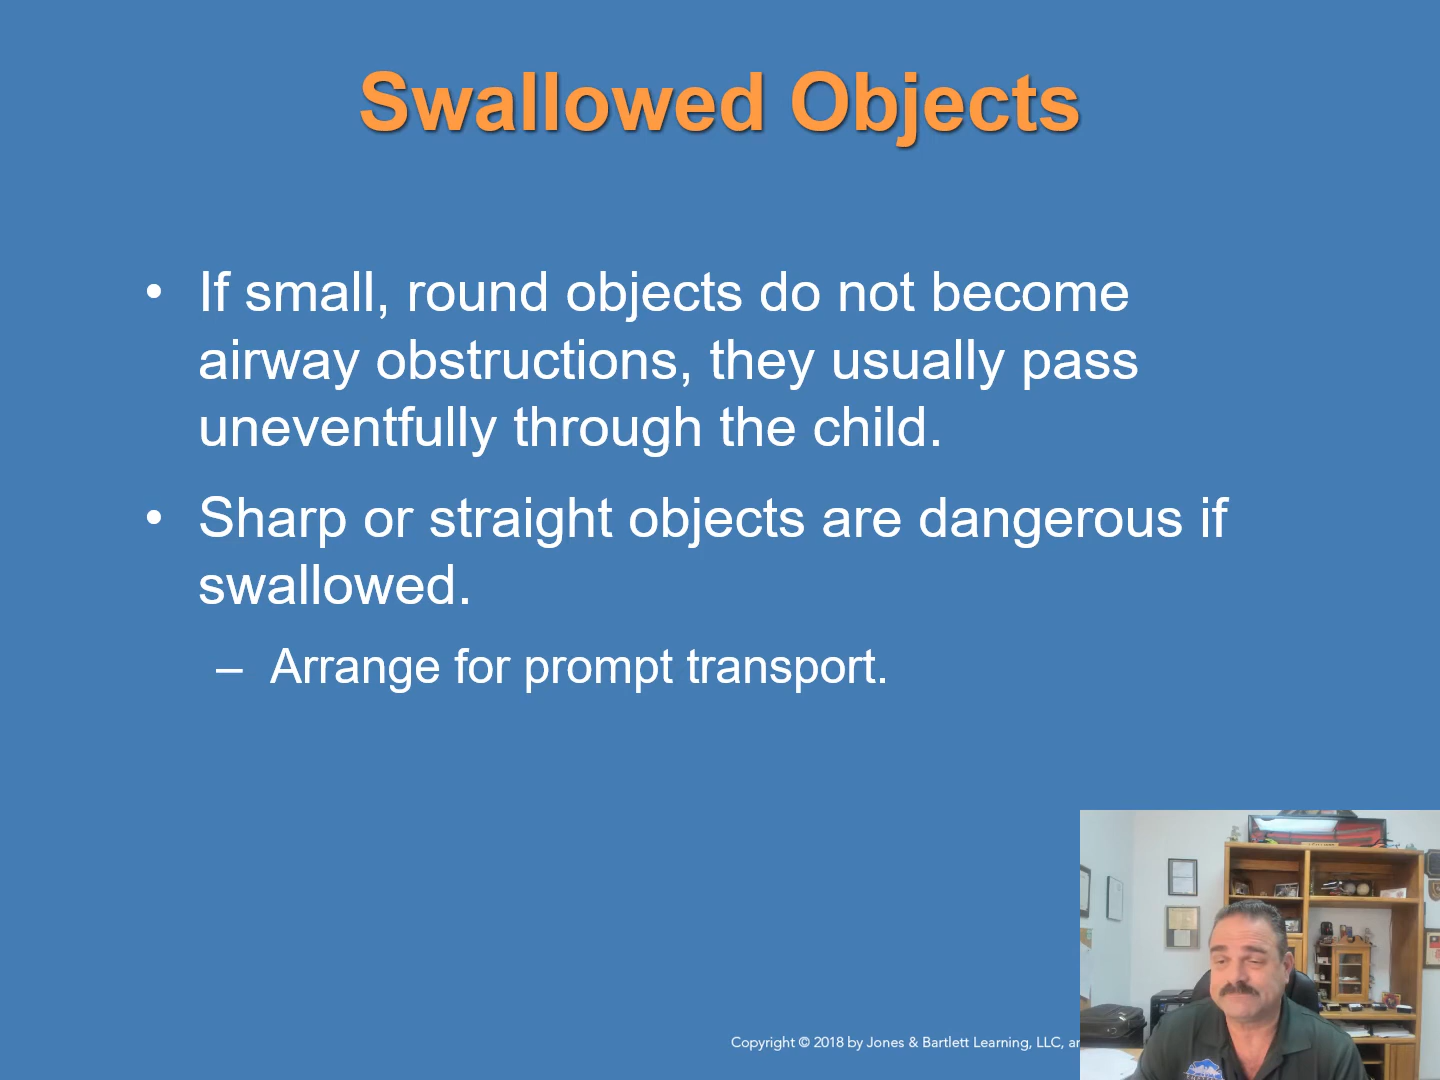 Swallowed Objects
• If small, round objects do not become
airway obstructions, they usually pass
uneventfully through the child.
• Sharp or straight objects are dangerous if
swallowed.
– Arrange for prompt transport.
Copyright © 2018 by Jones & Bartlett Learning, LLC,